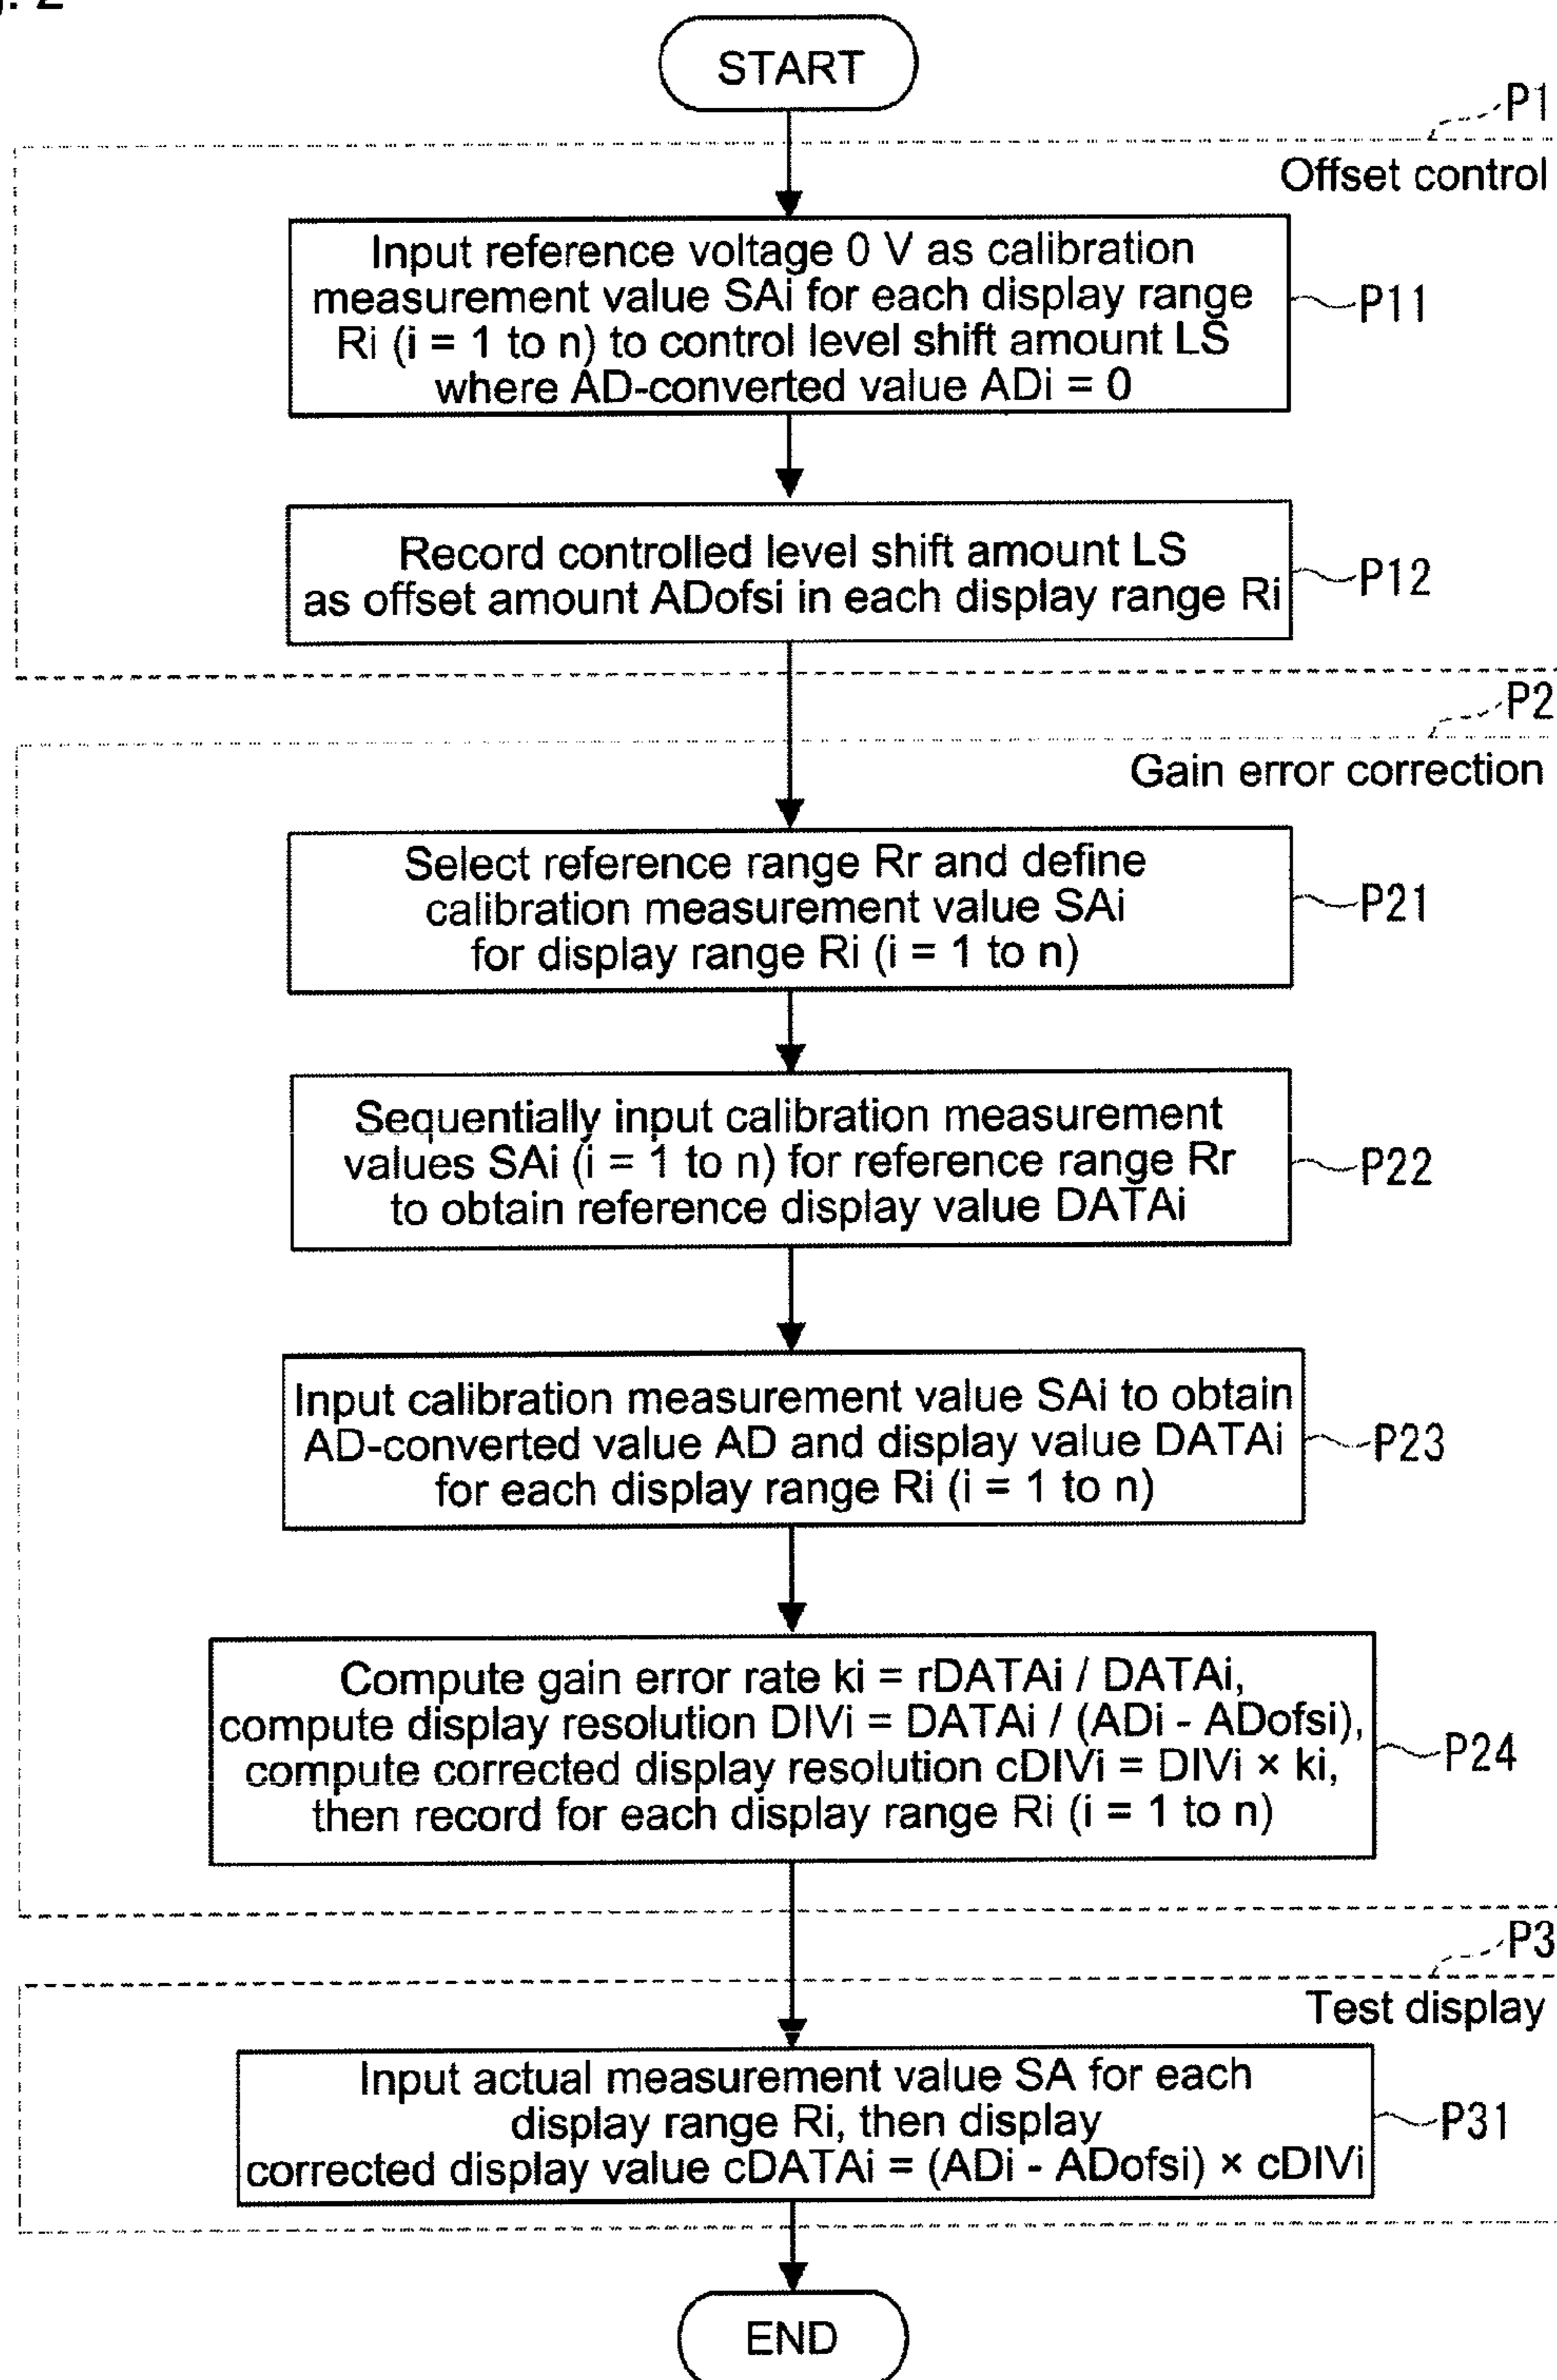 START
P1
Offset control
Input reference voltage 0 V as calibration
measurement value SAi for each display range
Ri (i = 1 to n) to control level shift amount LS
where AD-converted value ADi = 0
P11
Record controlled level shift amount LS
as offset amount ADofsi in each display range Ri
P12
P2
Gain error correction
Select reference range Rr and define
calibration measurement value SAi
for display range Ri (i = 1 to n)
P21
Sequentially input calibration measurement
values SAi (i = 1 to n) for reference range Rr
to obtain reference display value DATAi
P22
Input calibration measurement value SAi to obtain
AD-converted value AD and display value DATAi
for each display range Ri (i = 1 to n)
P23
Compute gain error rate ki = rDATAi / DATAi,
compute display resolution DIVi = DATAi / (ADi - ADofsi),
compute corrected display resolution cDIVi = DIVi × ki,
then record for each display range Ri (i = 1 to n)
P24
P3
Test display
Input actual measurement value SA for each
display range Ri, then display
corrected display value cDATAi = (ADi - ADofsi) × cDIVi
P31
END